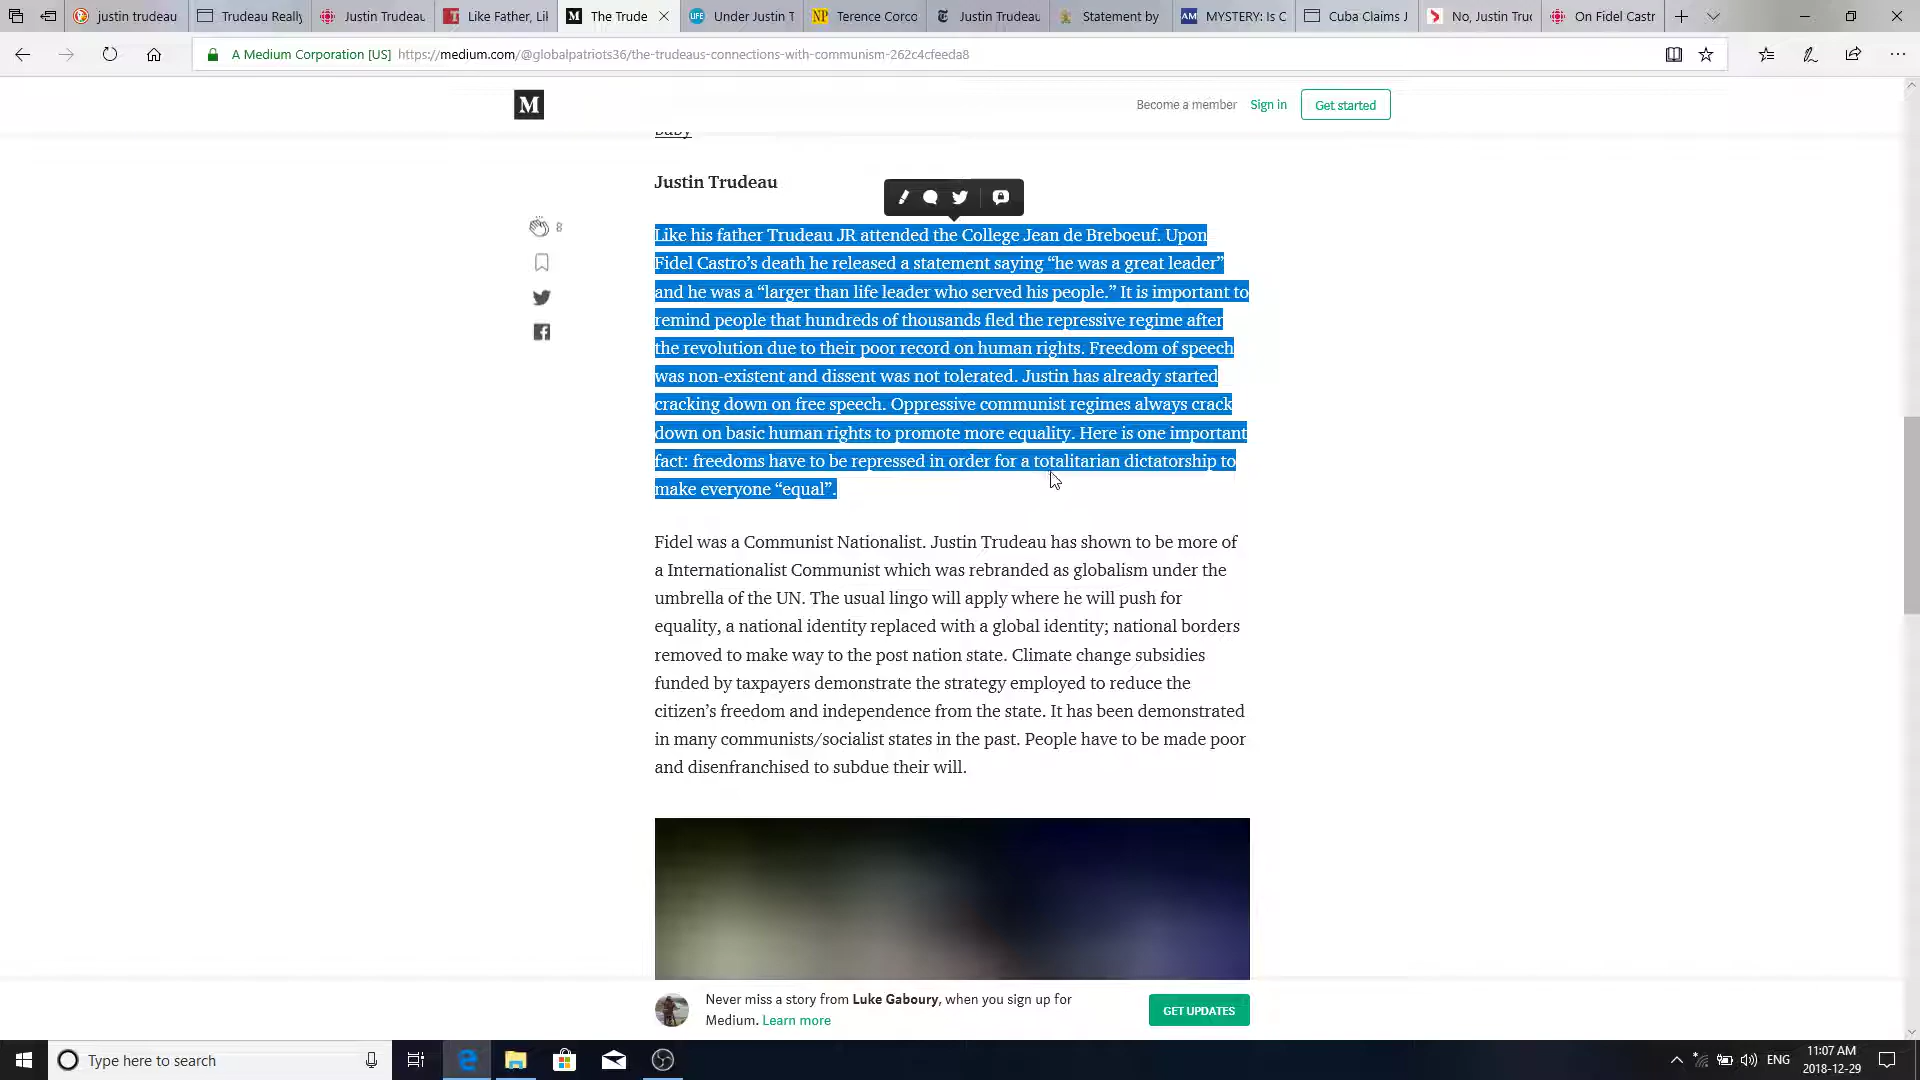 justin trudeau
Trudeau Really
Justin Trudeau
Like Father, Li
The Trude
Under Justin T
Terence Corco
Justin Trudeau
Statement by
MYSTERY: Is C
Cuba Claims J
No, Justin Truc
On Fidel Castr
A Medium Corporation [US] https://medium.com/@globalpatriots36/the-trudeaus-connections-with-communism-262c4cfeeda8
M
Become a member Sign in Get started
baby
Justin Trudeau
8
Like his father Trudeau JR attended the College Jean de Breboeuf. Upon
Fidel Castro’s death he released a statement saying “he was a great leader”
and he was a “larger than life leader who served his people.” It is important to
remind people that hundreds of thousands fled the repressive regime after
the revolution due to their poor record on human rights. Freedom of speech
was non-existent and dissent was not tolerated. Justin has already started
cracking down on free speech. Oppressive communist regimes always crack
down on basic human rights to promote more equality. Here is one important
fact: freedoms have to be repressed in order for a totalitarian dictatorship to
make everyone “equal”.
Fidel was a Communist Nationalist. Justin Trudeau has shown to be more of
a Internationalist Communist which was rebranded as globalism under the
umbrella of the UN. The usual lingo will apply where he will push for
equality, a national identity replaced with a global identity; national borders
removed to make way to the post nation state. Climate change subsidies
funded by taxpayers demonstrate the strategy employed to reduce the
citizen’s freedom and independence from the state. It has been demonstrated
in many communists/socialist states in the past. People have to be made poor
and disenfranchised to subdue their will.
Never miss a story from Luke Gaboury, when you sign up for
Medium. Learn more
GET UPDATES
Type here to search
ENG
11:07 AM
2018-12-29